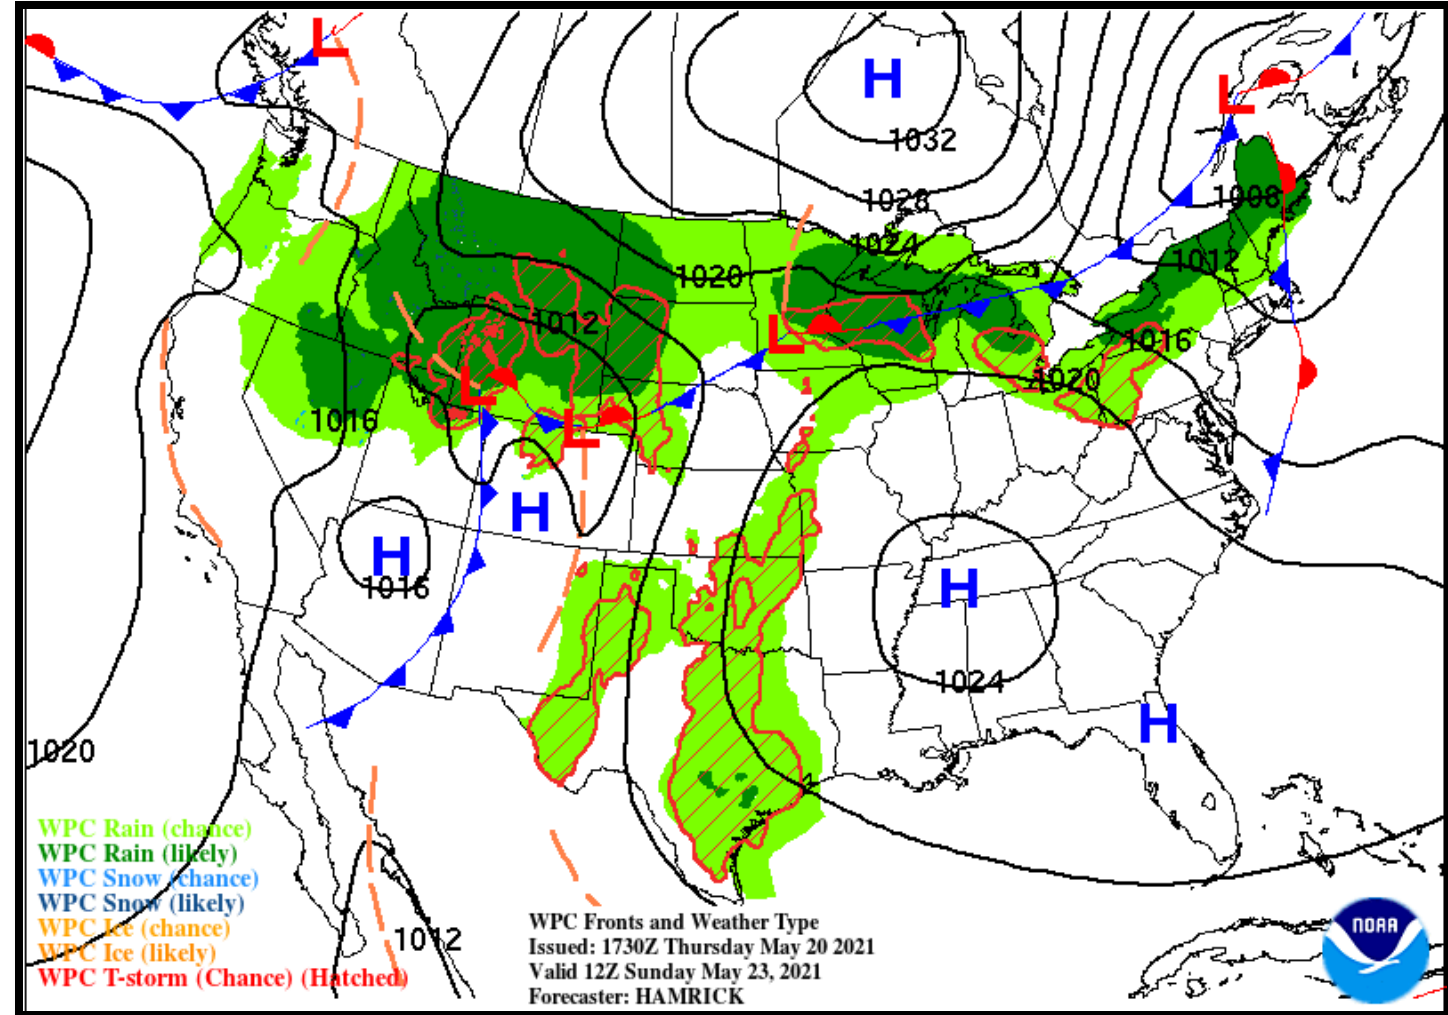 L
H
L
1032
1028
1008
1024
1012
1020
1012
L
1016
1020
L
1016
L
H
H
1016
H
1024
H
1020
WPC Rain (chance)
WPC Rain (likely)
WPC Snow (chance)
WPC Snow (likely)
WPC Ice (chance)
WPC Ice (likely)
WPC T-storm (Chance) (Hatched)
1012
WPC Fronts and Weather Type
Issued: 1730Z Thursday May 20 2021
Valid 12Z Sunday May 23, 2021
Forecaster: HAMRICK
NOAA